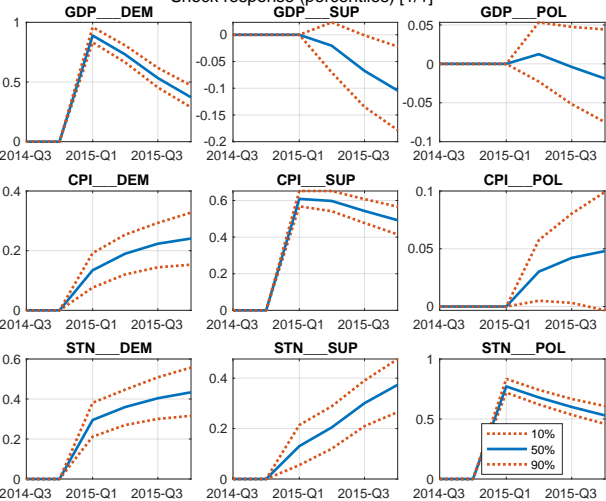 Shock response (percentiles) [1/1]
GDP___DEM GDP___SUP GDP___POL
1 0.5 0
0 -0.05 -0.1 -0.15 -0.2
0.05 0 -0.05 -0.1
2014-Q3 2015-Q1 2015-Q3 2014-Q3 2015-Q1 2015-Q3 2014-Q3 2015-Q1 2015-Q3
CPI___DEM CPI___SUP CPI___POL
0.4 0.2 0
0.6 0.4 0.2 0
0.1 0.05 0
2014-Q3 2015-Q1 2015-Q3 2014-Q3 2015-Q1 2015-Q3 2014-Q3 2015-Q1 2015-Q3
STN___DEM STN___SUP STN___POL
0.6 0.4 0.2 0
0.4 0.2 0
1 0.5 0
10%
50%
90%
2014-Q3 2015-Q1 2015-Q3 2014-Q3 2015-Q1 2015-Q3 2014-Q3 2015-Q1 2015-Q3